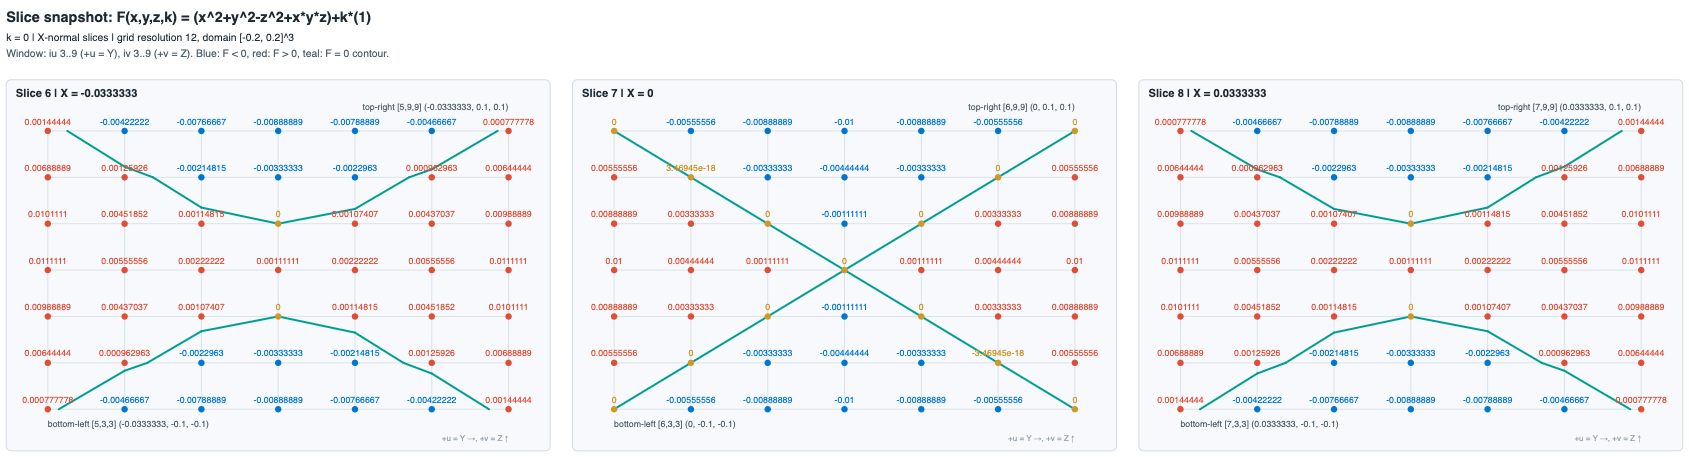 Slice snapshot: F(x,y,z,k) = (x^2+y^2-z^2+x*y*z)+k*(1)
k = 0 | X-normal slices | grid resolution 12, domain [-0.2, 0.2]^3
Window: iu 3..9 (+u = Y), iv 3..9 (+v = Z). Blue: F < 0, red: F > 0, teal: F = 0 contour.
Slice 6 | X = -0.0333333
top-right [5,9,9] (-0.0333333, 0.1, 0.1)
0.00144444 -0.00422222 -0.00766667 -0.00888889 -0.00788889 -0.00466667 0.000777778
0.00688889 0.00125926 -0.00214815 -0.00333333 -0.0022963 0.000962963 0.00644444
0.0101111 0.00451852 0.00114815 0 0.00107407 0.00437037 0.00988889
0.0111111 0.00555556 0.00222222 0.00111111 0.00222222 0.00555556 0.0111111
0.00988889 0.00437037 0.00107407 0 0.00114815 0.00451852 0.0101111
0.00644444 0.000962963 -0.0022963 -0.00333333 -0.00214815 0.00125926 0.00688889
0.000777778 -0.00466667 -0.00788889 -0.00888889 -0.00766667 -0.00422222 0.00144444
bottom-left [5,3,3] (-0.0333333, -0.1, -0.1)
+u = Y →, +v = Z ↑
Slice 7 | X = 0
top-right [6,9,9] (0, 0.1, 0.1)
0 -0.00555556 -0.00888889 -0.01 -0.00888889 -0.00555556 0
0.00555556 3.46945e-18 -0.00333333 -0.00444444 -0.00333333 0 0.00555556
0.00888889 0.00333333 0 -0.00111111 0 0.00333333 0.00888889
0.01 0.00444444 0.00111111 0 0.00111111 0.00444444 0.01
0.00888889 0.00333333 0 -0.00111111 0 0.00333333 0.00888889
0.00555556 0 -0.00333333 -0.00444444 -0.00333333 -3.46945e-18 0.00555556
0 -0.00555556 -0.00888889 -0.01 -0.00888889 -0.00555556 0
bottom-left [6,3,3] (0, -0.1, -0.1)
+u = Y →, +v = Z ↑
Slice 8 | X = 0.0333333
top-right [7,9,9] (0.0333333, 0.1, 0.1)
0.000777778 -0.00466667 -0.00788889 -0.00888889 -0.00766667 -0.00422222 0.00144444
0.00644444 0.000962963 -0.0022963 -0.00333333 -0.00214815 0.00125926 0.00688889
0.00988889 0.00437037 0.00107407 0 0.00114815 0.00451852 0.0101111
0.0111111 0.00555556 0.00222222 0.00111111 0.00222222 0.00555556 0.0111111
0.0101111 0.00451852 0.00114815 0 0.00107407 0.00437037 0.00988889
0.00688889 0.00125926 -0.00214815 -0.00333333 -0.0022963 0.000962963 0.00644444
0.00144444 -0.00422222 -0.00766667 -0.00888889 -0.00788889 -0.00466667 0.000777778
bottom-left [7,3,3] (0.0333333, -0.1, -0.1)
+u = Y →, +v = Z ↑